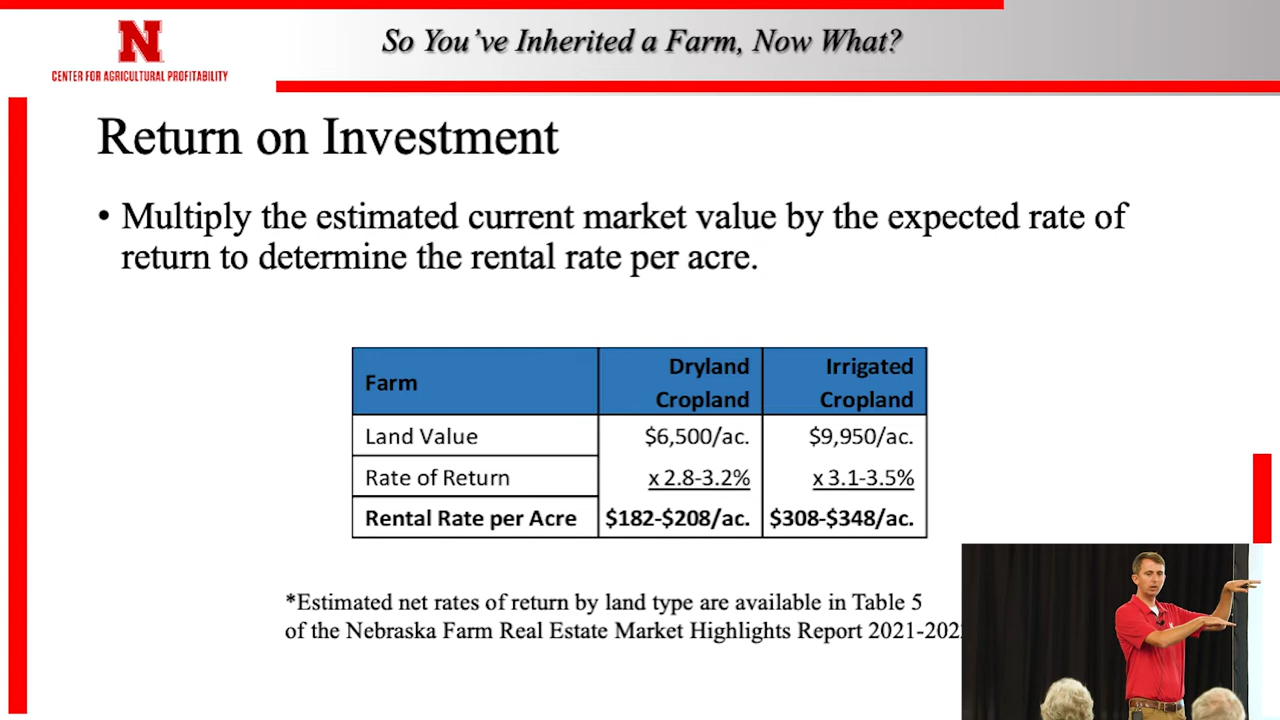 So You've Inherited a Farm, Now What?
N
CENTER FOR AGRICULTURAL PROFITABILITY
Return on Investment
• Multiply the estimated current market value by the expected rate of
return to determine the rental rate per acre.
Farm Dryland Cropland Irrigated Cropland
Land Value $6,500/ac. $9,950/ac.
Rate of Return x 2.8-3.2% x 3.1-3.5%
Rental Rate per Acre $182-$208/ac. $308-$348/ac.
*Estimated net rates of return by land type are available in Table 5
of the Nebraska Farm Real Estate Market Highlights Report